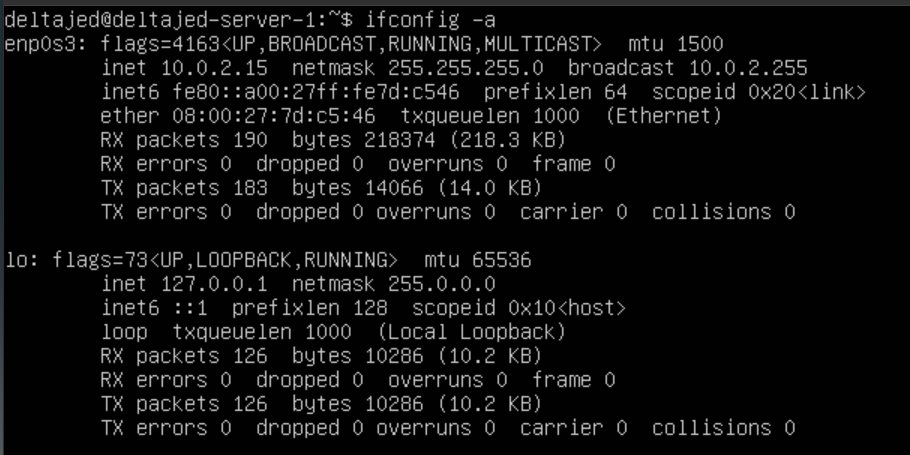 deltajed@deltajed-server-1:~$ ifconfig -a
enp0s3: flags=4163<UP,BROADCAST,RUNNING,MULTICAST>  mtu 1500
        inet 10.0.2.15  netmask 255.255.255.0  broadcast 10.0.2.255
        inet6 fe80::a00:27ff:fe7d:c546  prefixlen 64  scopeid 0x20<link>
        ether 08:00:27:7d:c5:46  txqueuelen 1000  (Ethernet)
        RX packets 190  bytes 218374 (218.3 KB)
        RX errors 0  dropped 0  overruns 0  frame 0
        TX packets 183  bytes 14066 (14.0 KB)
        TX errors 0  dropped 0 overruns 0  carrier 0  collisions 0

lo: flags=73<UP,LOOPBACK,RUNNING>  mtu 65536
        inet 127.0.0.1  netmask 255.0.0.0
        inet6 ::1  prefixlen 128  scopeid 0x10<host>
        loop  txqueuelen 1000  (Local Loopback)
        RX packets 126  bytes 10286 (10.2 KB)
        RX errors 0  dropped 0  overruns 0  frame 0
        TX packets 126  bytes 10286 (10.2 KB)
        TX errors 0  dropped 0 overruns 0  carrier 0  collisions 0